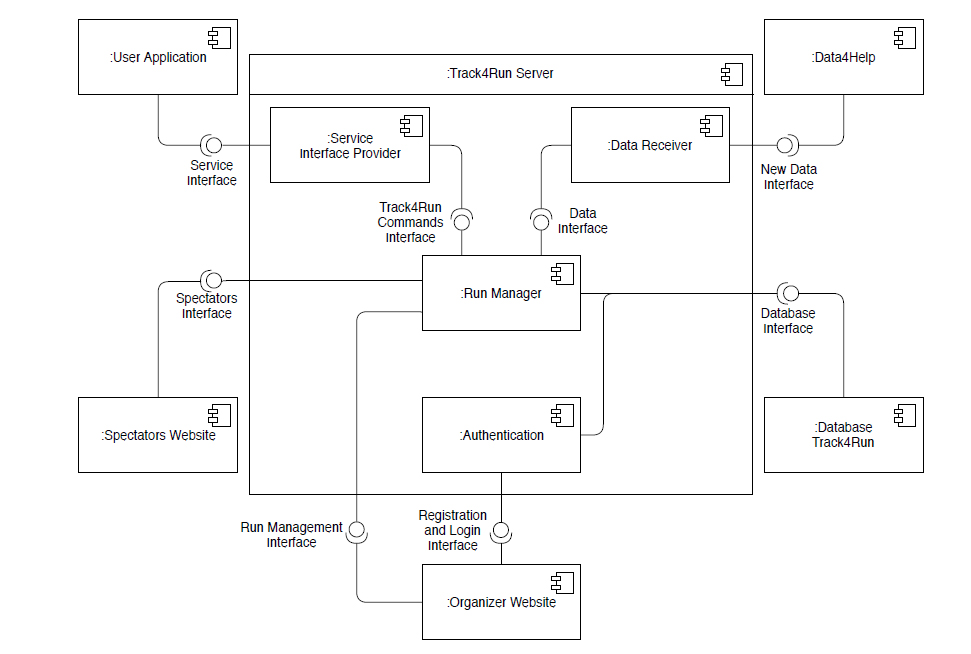 :User Application
:Data4Help
:Track4Run Server
:Service
Interface Provider
:Data Receiver
Service
Interface
New Data
Interface
Track4Run
Commands
Interface
Data
Interface
:Run Manager
Spectators
Interface
Database
Interface
:Spectators Website
:Authentication
:Database
Track4Run
Run Management
Interface
Registration
and Login
Interface
:Organizer Website